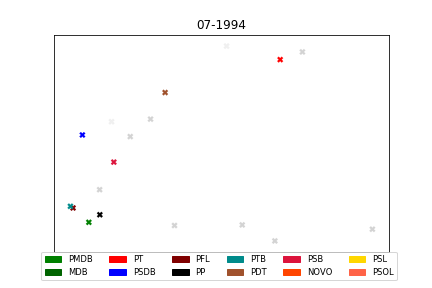 07-1994
PMDB PT PFL PTB PSB PSL
MDB PSDB PP PDT NOVO PSOL